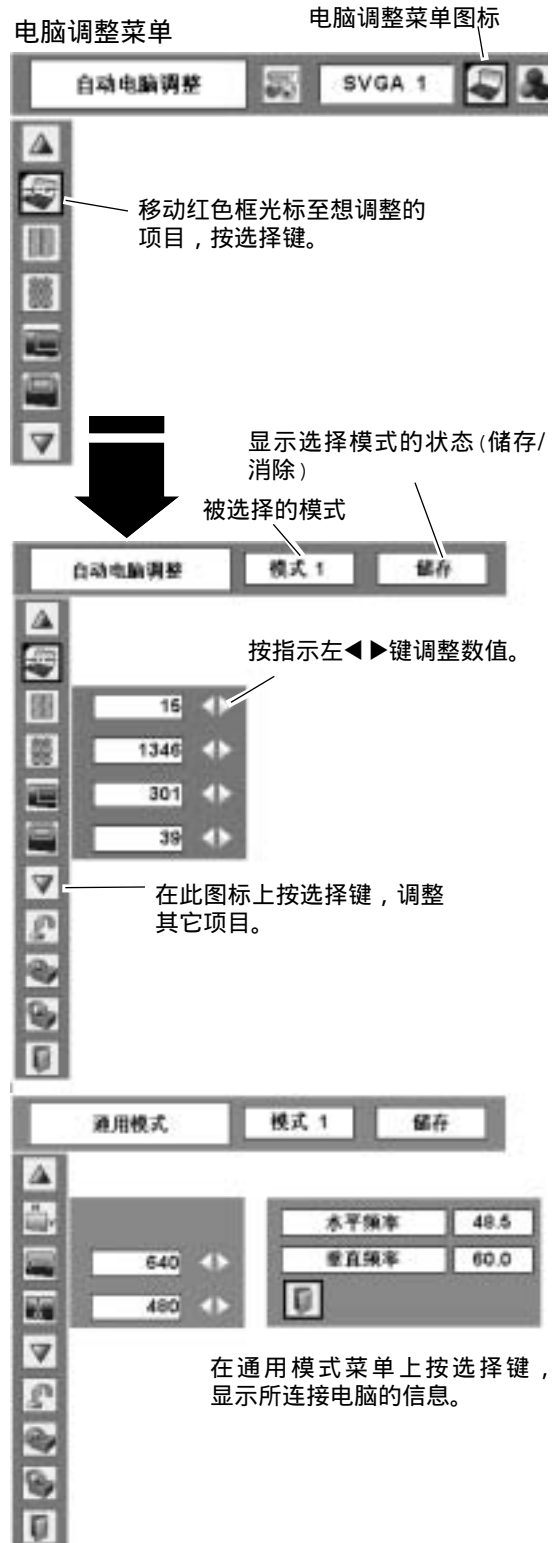 电脑调整菜单
电脑调整菜单图标
自动电脑调整
SVGA 1
移动红色框光标至想调整的
项目，按选择键。
显示选择模式的状态(储存/
消除)
被选择的模式
自动电脑调整
模式 1
储存
按指示左◀ ▶键调整数值。
15
1346
301
39
在此图标上按选择键，调整
其它项目。
通用模式
模式 1
储存
水平频率
48.5
垂直频率
60.0
640
480
在通用模式菜单上按选择键，
显示所连接电脑的信息。